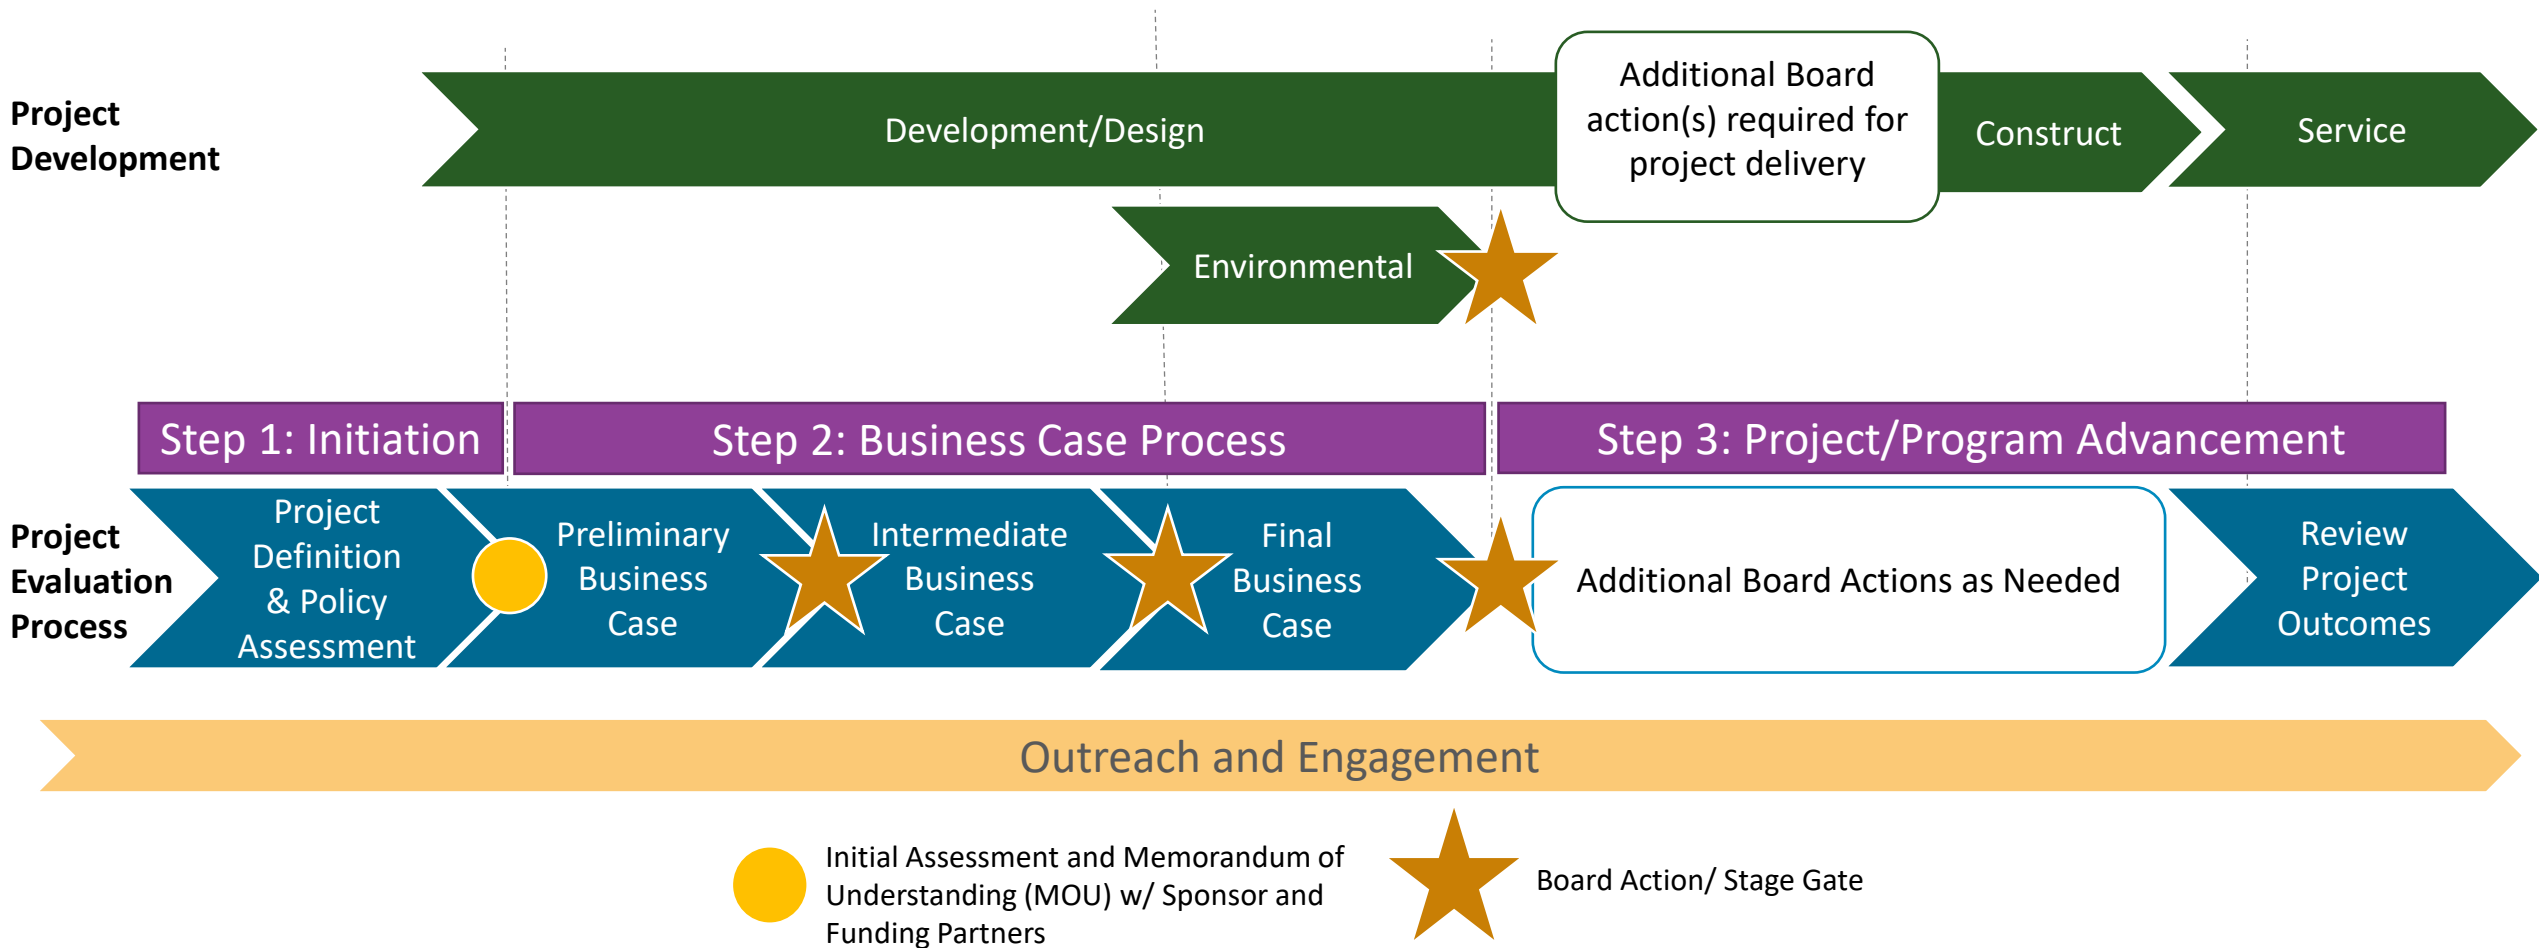 Project
Development
Development/Design
Additional Board
action(s) required for
project delivery
Construct
Service
Environmental
Step 1: Initiation
Step 2: Business Case Process
Step 3: Project/Program Advancement
Project
Evaluation
Process
Project
Definition
& Policy
Assessment
Preliminary
Business
Case
Intermediate
Business
Case
Final
Business
Case
Additional Board Actions as Needed
Review
Project
Outcomes
Outreach and Engagement
Initial Assessment and Memorandum of
Understanding (MOU) w/ Sponsor and
Funding Partners
Board Action/ Stage Gate